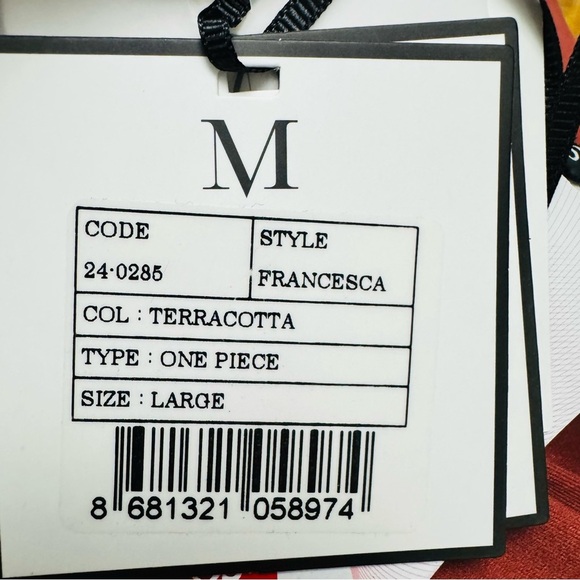 M
CODE
24-0285
STYLE
FRANCESCA
COL : TERRACOTTA
TYPE : ONE PIECE
SIZE : LARGE
8 681321 058974